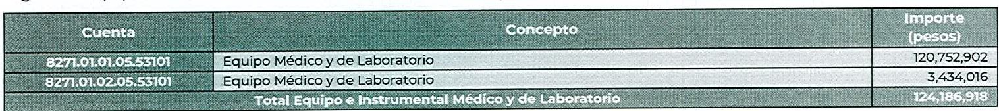 Cuenta Concepto Importe
(pesos)
8271.01.01.05.53101 Equipo Médico y de Laboratorio 120,752,902
8271.01.02.05.53101 Equipo Médico y de Laboratorio 3,434,016
Total Equipo e Instrumental Médico y de Laboratorio 124,186,918